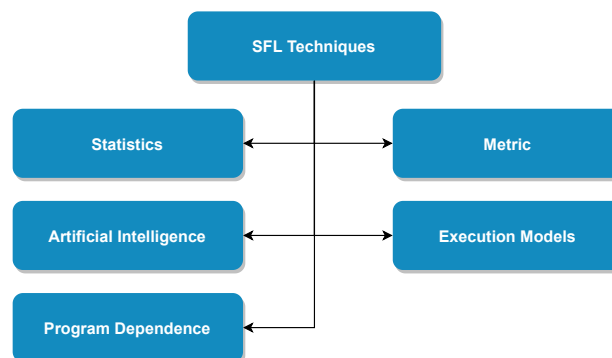 SFL Techniques
Statistics
Metric
Artificial Intelligence
Execution Models
Program Dependence